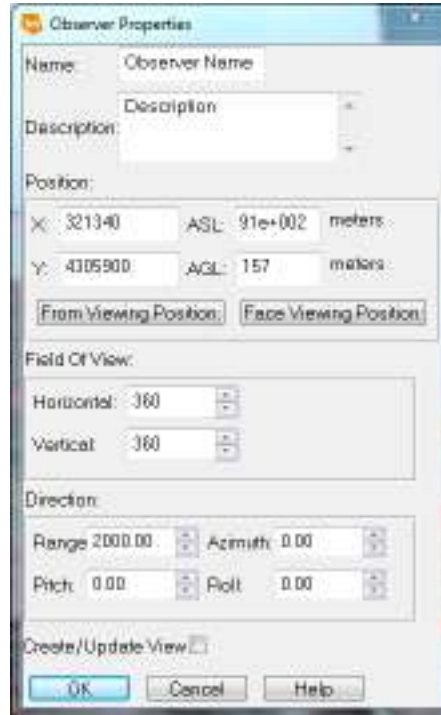 Observer Properties
Name: Observer Name
Description: Description
Position:
X: 321340 ASL: 91e+002 meters
Y: 4305900 AGL: 157 meters
From Viewing Position: Face Viewing Position:
Field Of View:
Horizontal: 360
Vertical: 360
Direction:
Range 2000.00 Azimuth: 0.00
Pitch: 0.00 Roll: 0.00
Create/Update View
OK Cancel Help